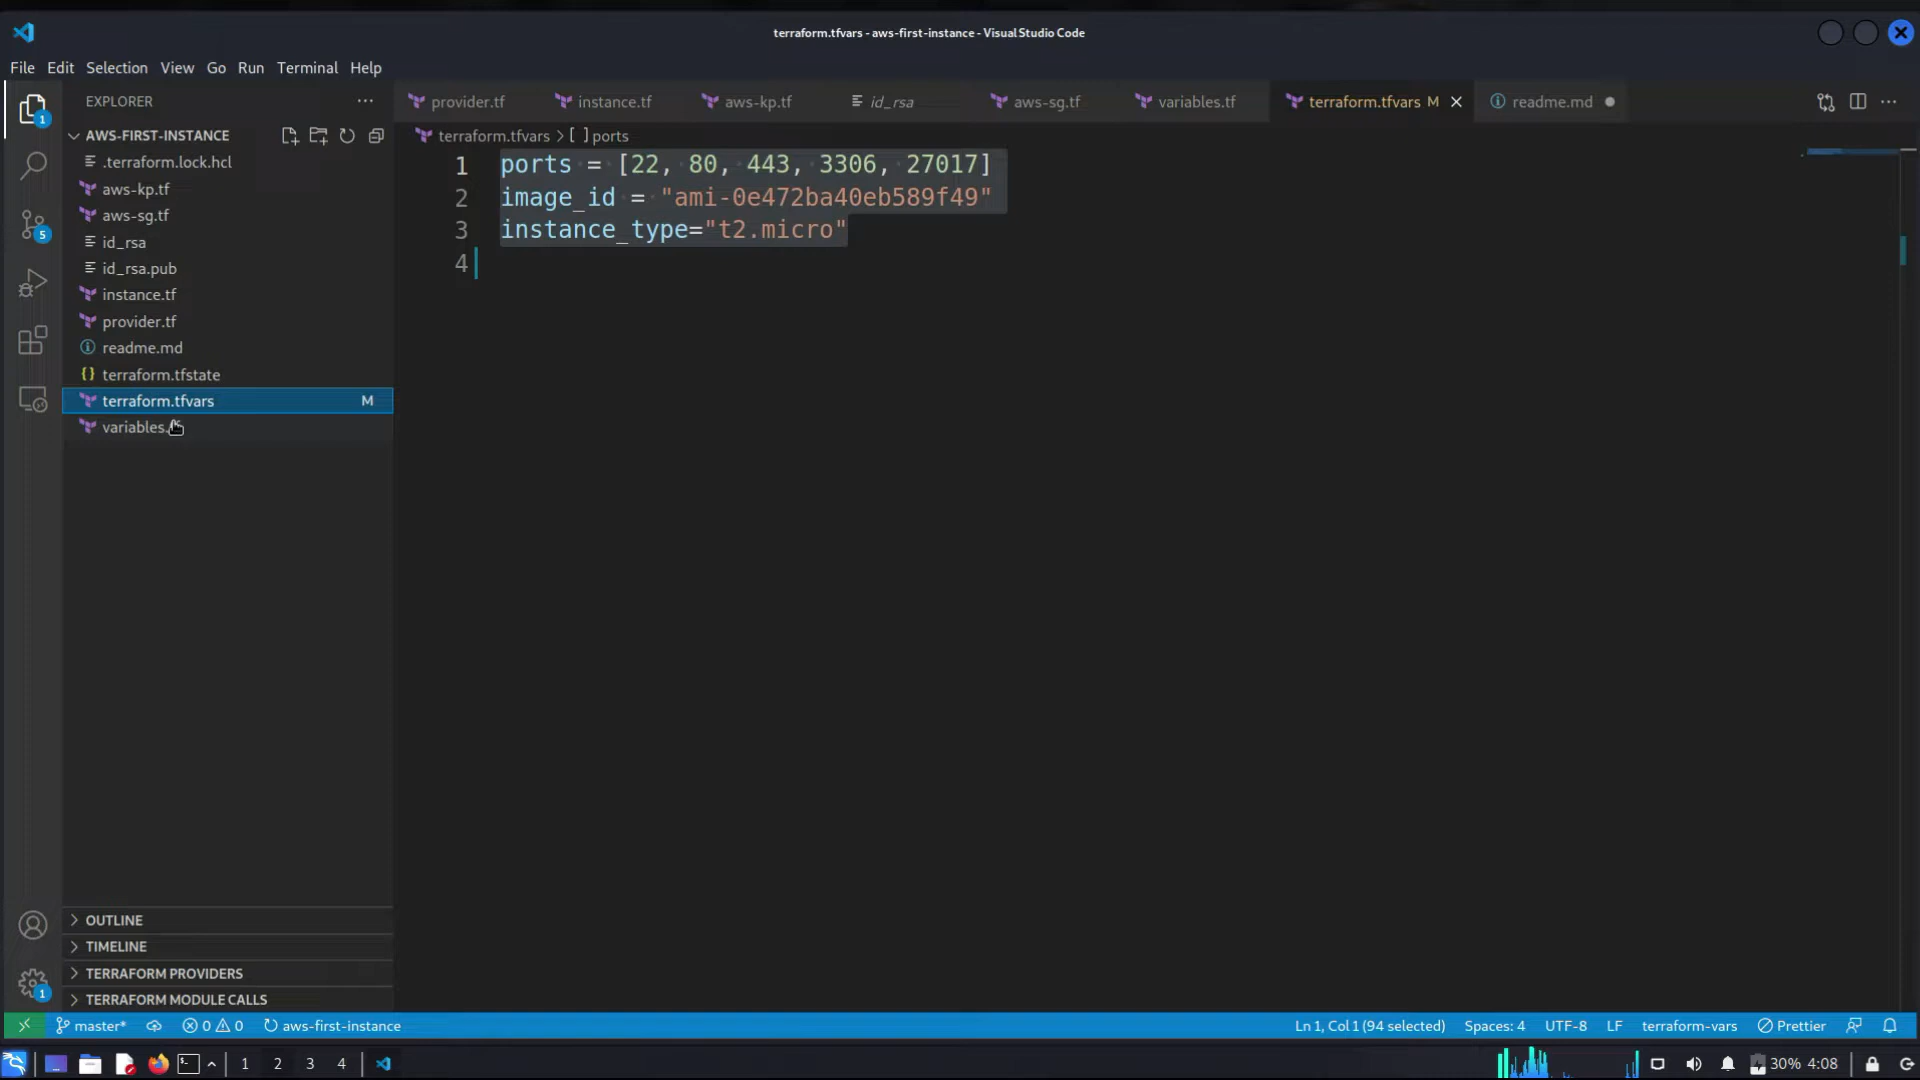 terraform.tfvars - aws-first-instance - Visual Studio Code
File Edit Selection View Go Run Terminal Help
EXPLORER
1
AWS-FIRST-INSTANCE
.terraform.lock.hcl
aws-kp.tf
aws-sg.tf
id_rsa
id_rsa.pub
instance.tf
provider.tf
readme.md
{} terraform.tfstate
terraform.tfvars M
variables.
5
provider.tf instance.tf aws-kp.tf id_rsa aws-sg.tf variables.tf terraform.tfvars M readme.md
terraform.tfvars > [ ] ports
1 ports = [22, 80, 443, 3306, 27017]
2 image_id = "ami-0e472ba40eb589f49"
3 instance_type="t2.micro"
4
OUTLINE
TIMELINE
TERRAFORM PROVIDERS
TERRAFORM MODULE CALLS
1
master* 0 0 aws-first-instance Ln 1, Col 1 (94 selected) Spaces: 4 UTF-8 LF terraform-vars Prettier
1 2 3 4 30% 4:08